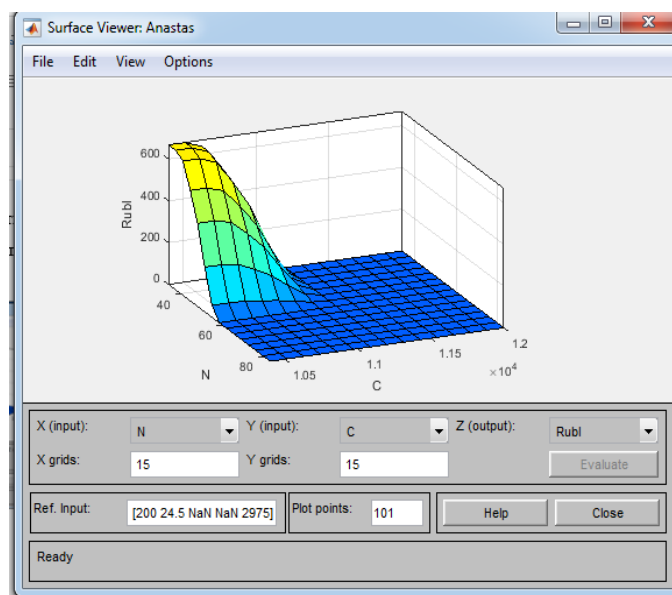 Surface Viewer: Anastas
File Edit View Options
600
400
200
0
Rubl
40
60
80
N
1.05
1.1
1.15
1.2
×10⁴
C
X (input): N Y (input): C Z (output): Rubl
X grids: 15 Y grids: 15 Evaluate
Ref. Input: [200 24.5 NaN NaN 2975] Plot points: 101 Help Close
Ready